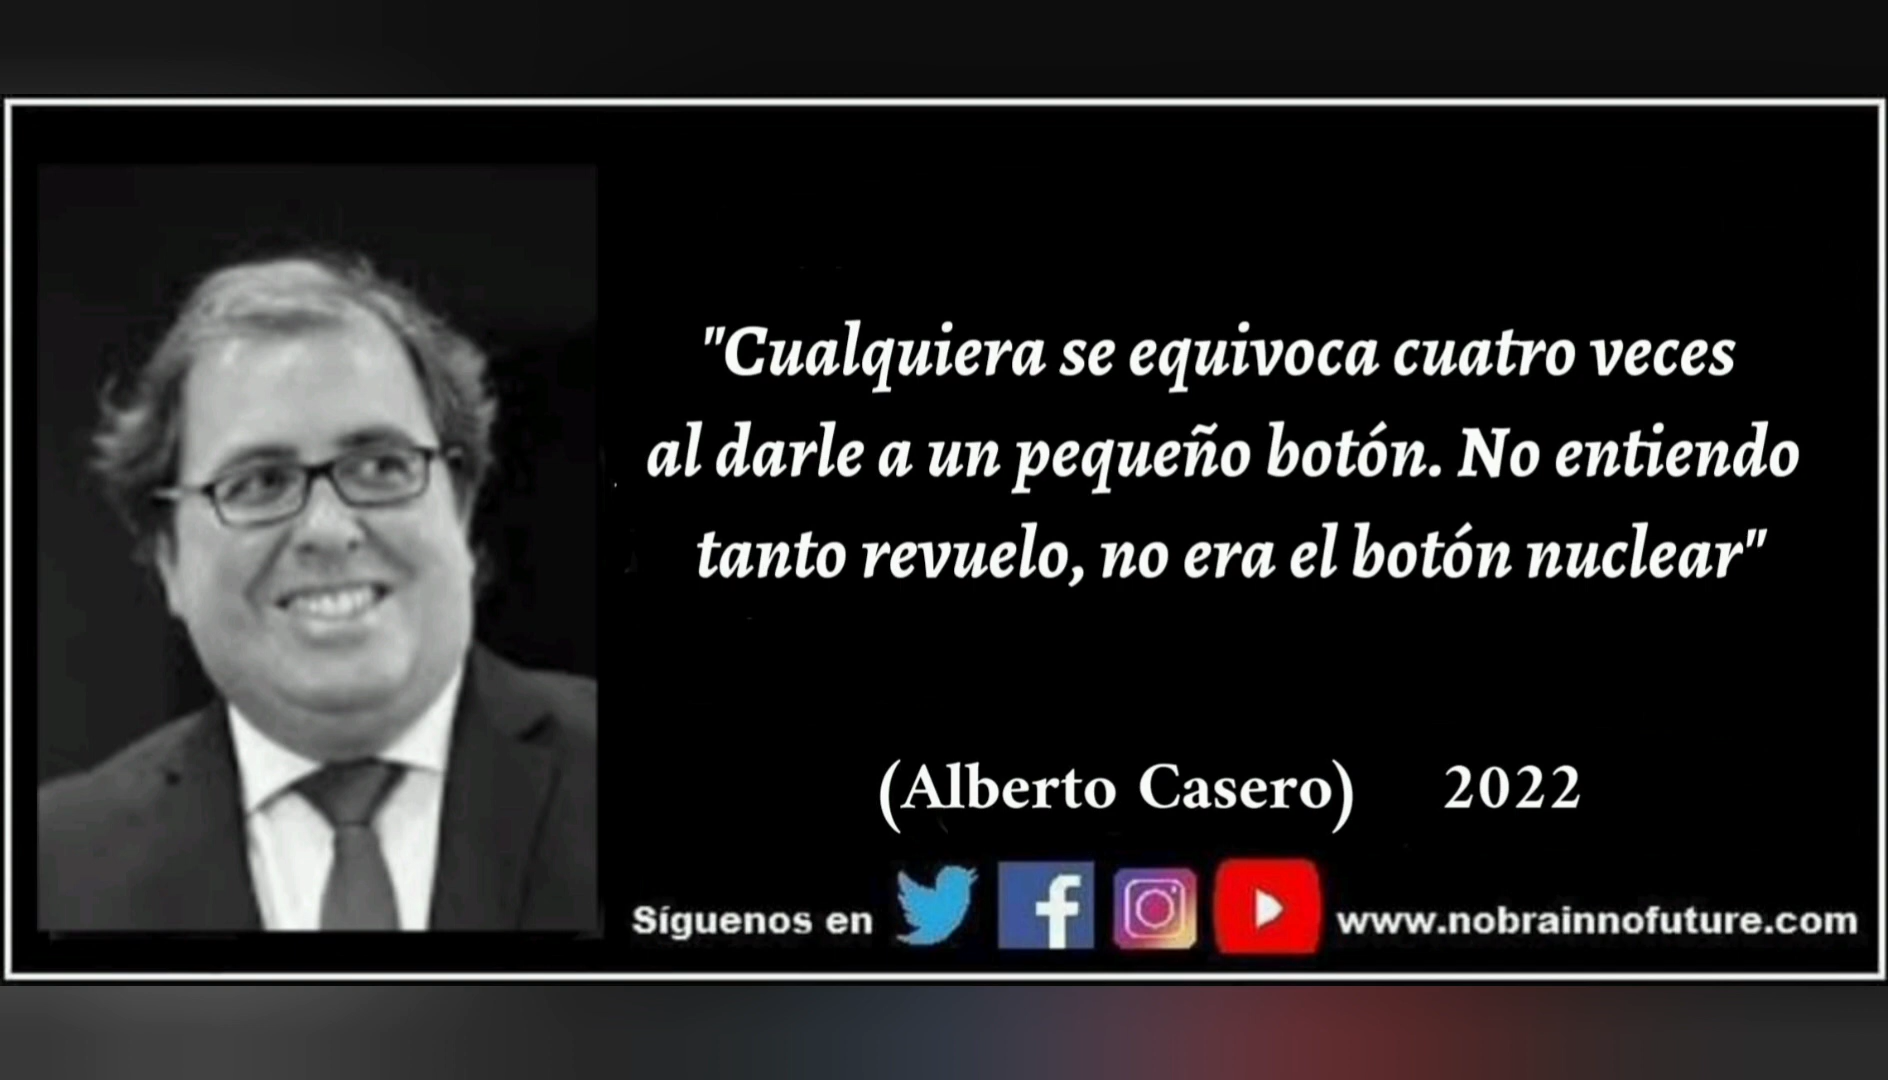 "Cualquiera se equivoca cuatro veces
al darle a un pequeño botón. No entiendo
tanto revuelo, no era el botón nuclear"
(Alberto Casero) 2022
Síguenos en www.nobrainnofuture.com